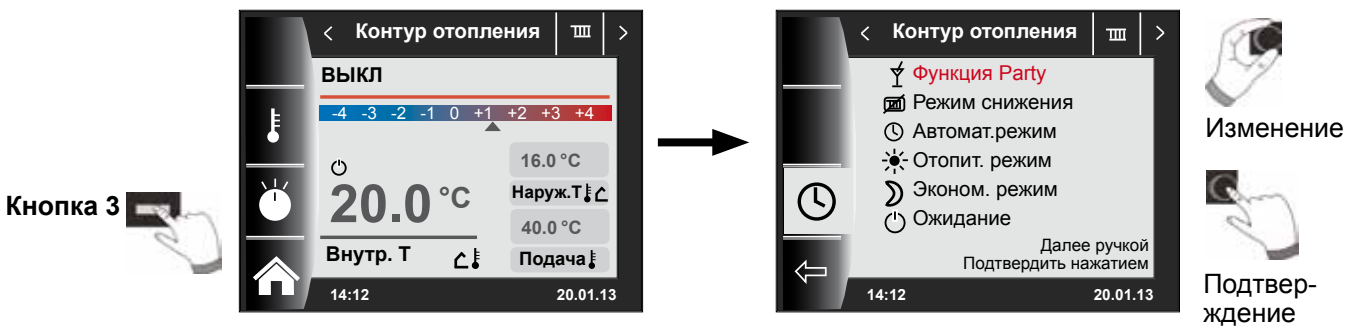 Кнопка 3
< Контур отопления >
ВЫКЛ
-4 -3 -2 -1 0 +1 +2 +3 +4
16.0 °C
20.0 °C
Наруж.Т
40.0 °C
Внутр. Т
Подача
14:12 20.01.13
< Контур отопления >
Функция Party
Режим снижения
Автомат.режим
Отопит. режим
Эконом. режим
Ожидание
Далее ручкой
Подтвердить нажатием
14:12 20.01.13
Изменение
Подтвер-
ждение